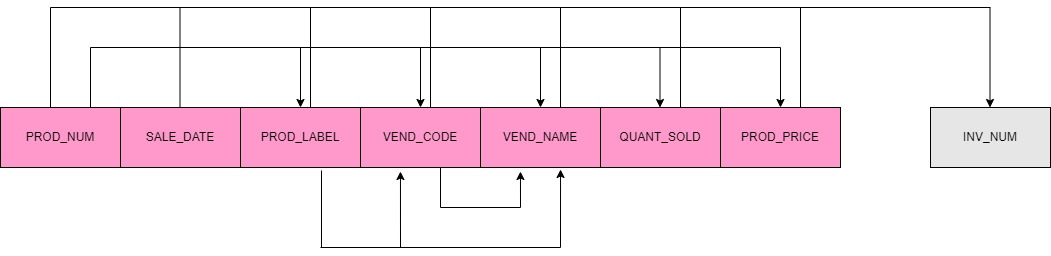 PROD_NUM
SALE_DATE
PROD_LABEL
VEND_CODE
VEND_NAME
QUANT_SOLD
PROD_PRICE
INV_NUM